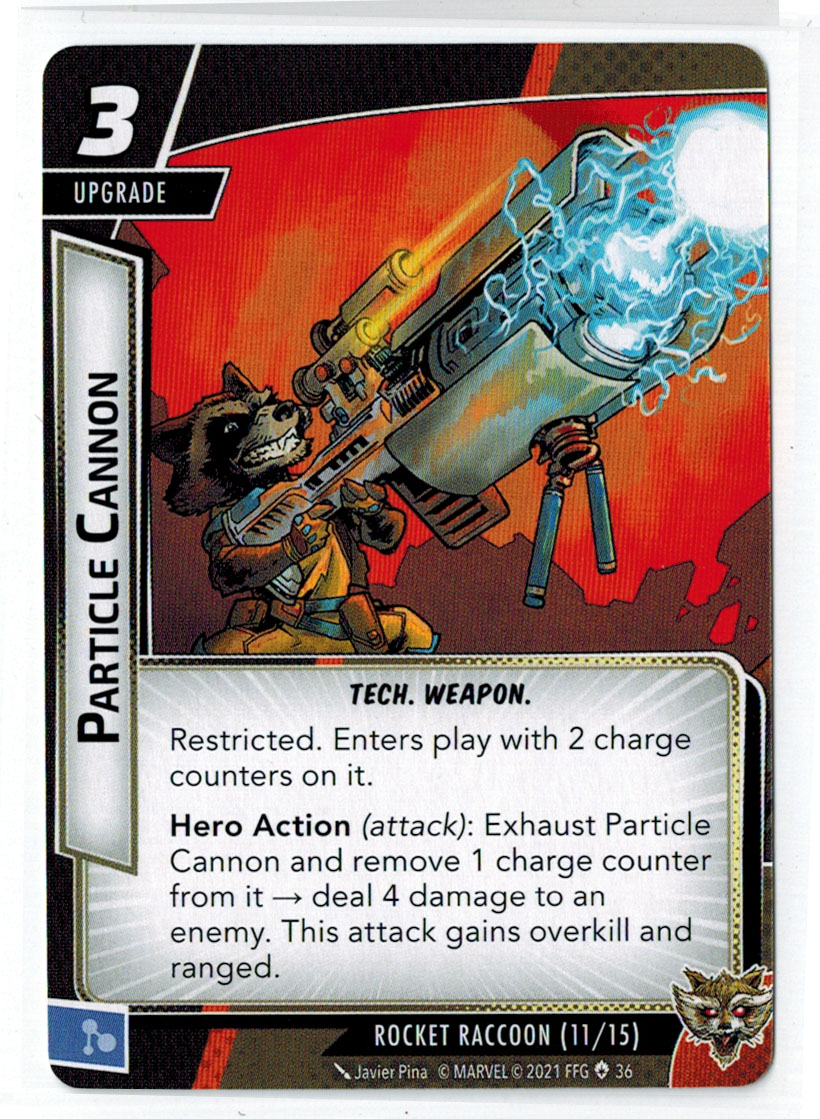 3
UPGRADE
PARTICLE CANNON
TECH. WEAPON.
Restricted. Enters play with 2 charge
counters on it.
Hero Action (attack): Exhaust Particle
Cannon and remove 1 charge counter
from it → deal 4 damage to an
enemy. This attack gains overkill and
ranged.
ROCKET RACCOON (11/15)
Javier Pina © MARVEL © 2021 FFG 36